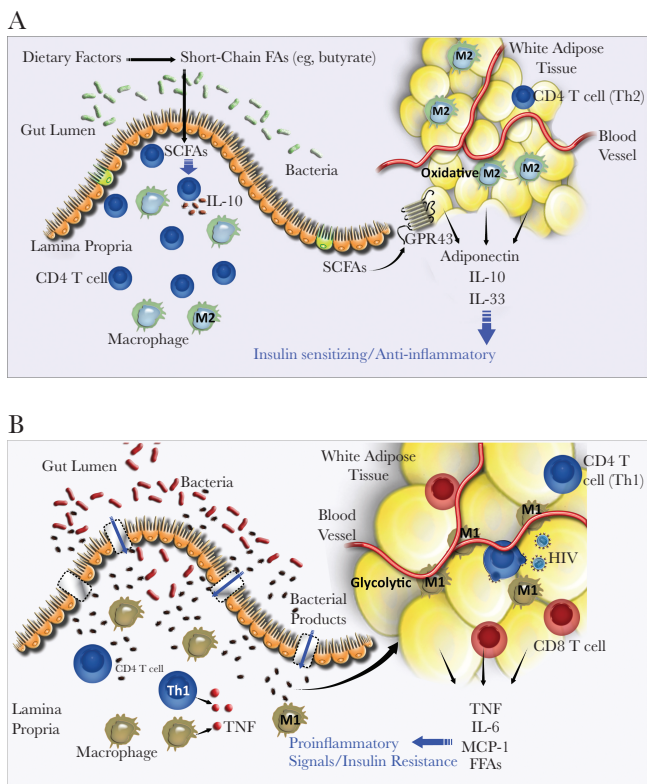 A
Dietary Factors
Short-Chain FAs (eg, butyrate)
Gut Lumen
SCFAs
Bacteria
IL-10
Lamina Propria
CD4 T cell
Macrophage
M2
SCFAs
GPR43
M2
White Adipose
Tissue
CD4 T cell (Th2)
M2
Blood
Vessel
Oxidative
M2
M2
Adiponectin
IL-10
IL-33
Insulin sensitizing/Anti-inflammatory
B
Gut Lumen
Bacteria
White Adipose
Tissue
CD4 T
cell (Th1)
Blood
Vessel
M1
M1
HIV
Glycolytic
M1
M1
Bacterial
Products
CD8 T cell
CD4 T cell
Th1
Lamina
Propria
TNF
M1
Macrophage
TNF
IL-6
MCP-1
FFAs
Proinflammatory
Signals/Insulin Resistance